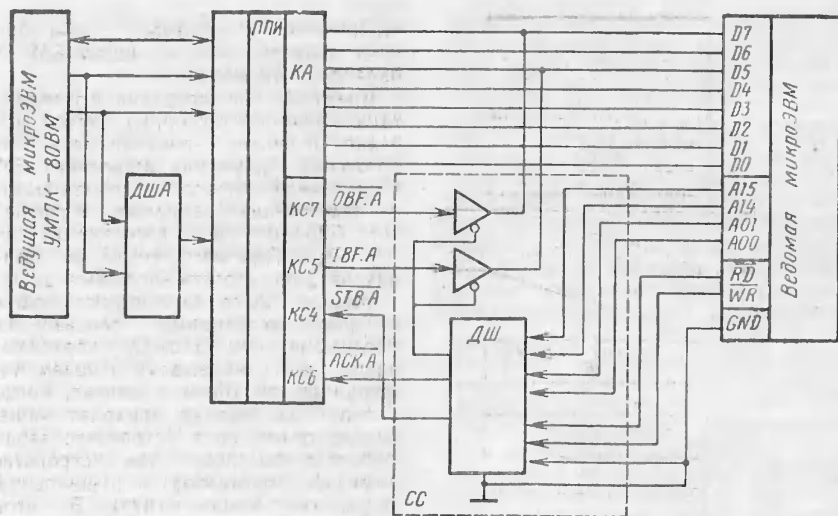 Ведущая микроЭВМ
УМПК-80ВМ
ДША
ППИ
КА
КС7
КС5
КС4
КС6
OBF.A
IBF.A
STB.A
ACK.A
ДШ
СС
D7
D6
D5
D4
D3
D2
D1
D0
A15
A14
A01
A00
RD
WR
GND
Ведомая микроЭВМ